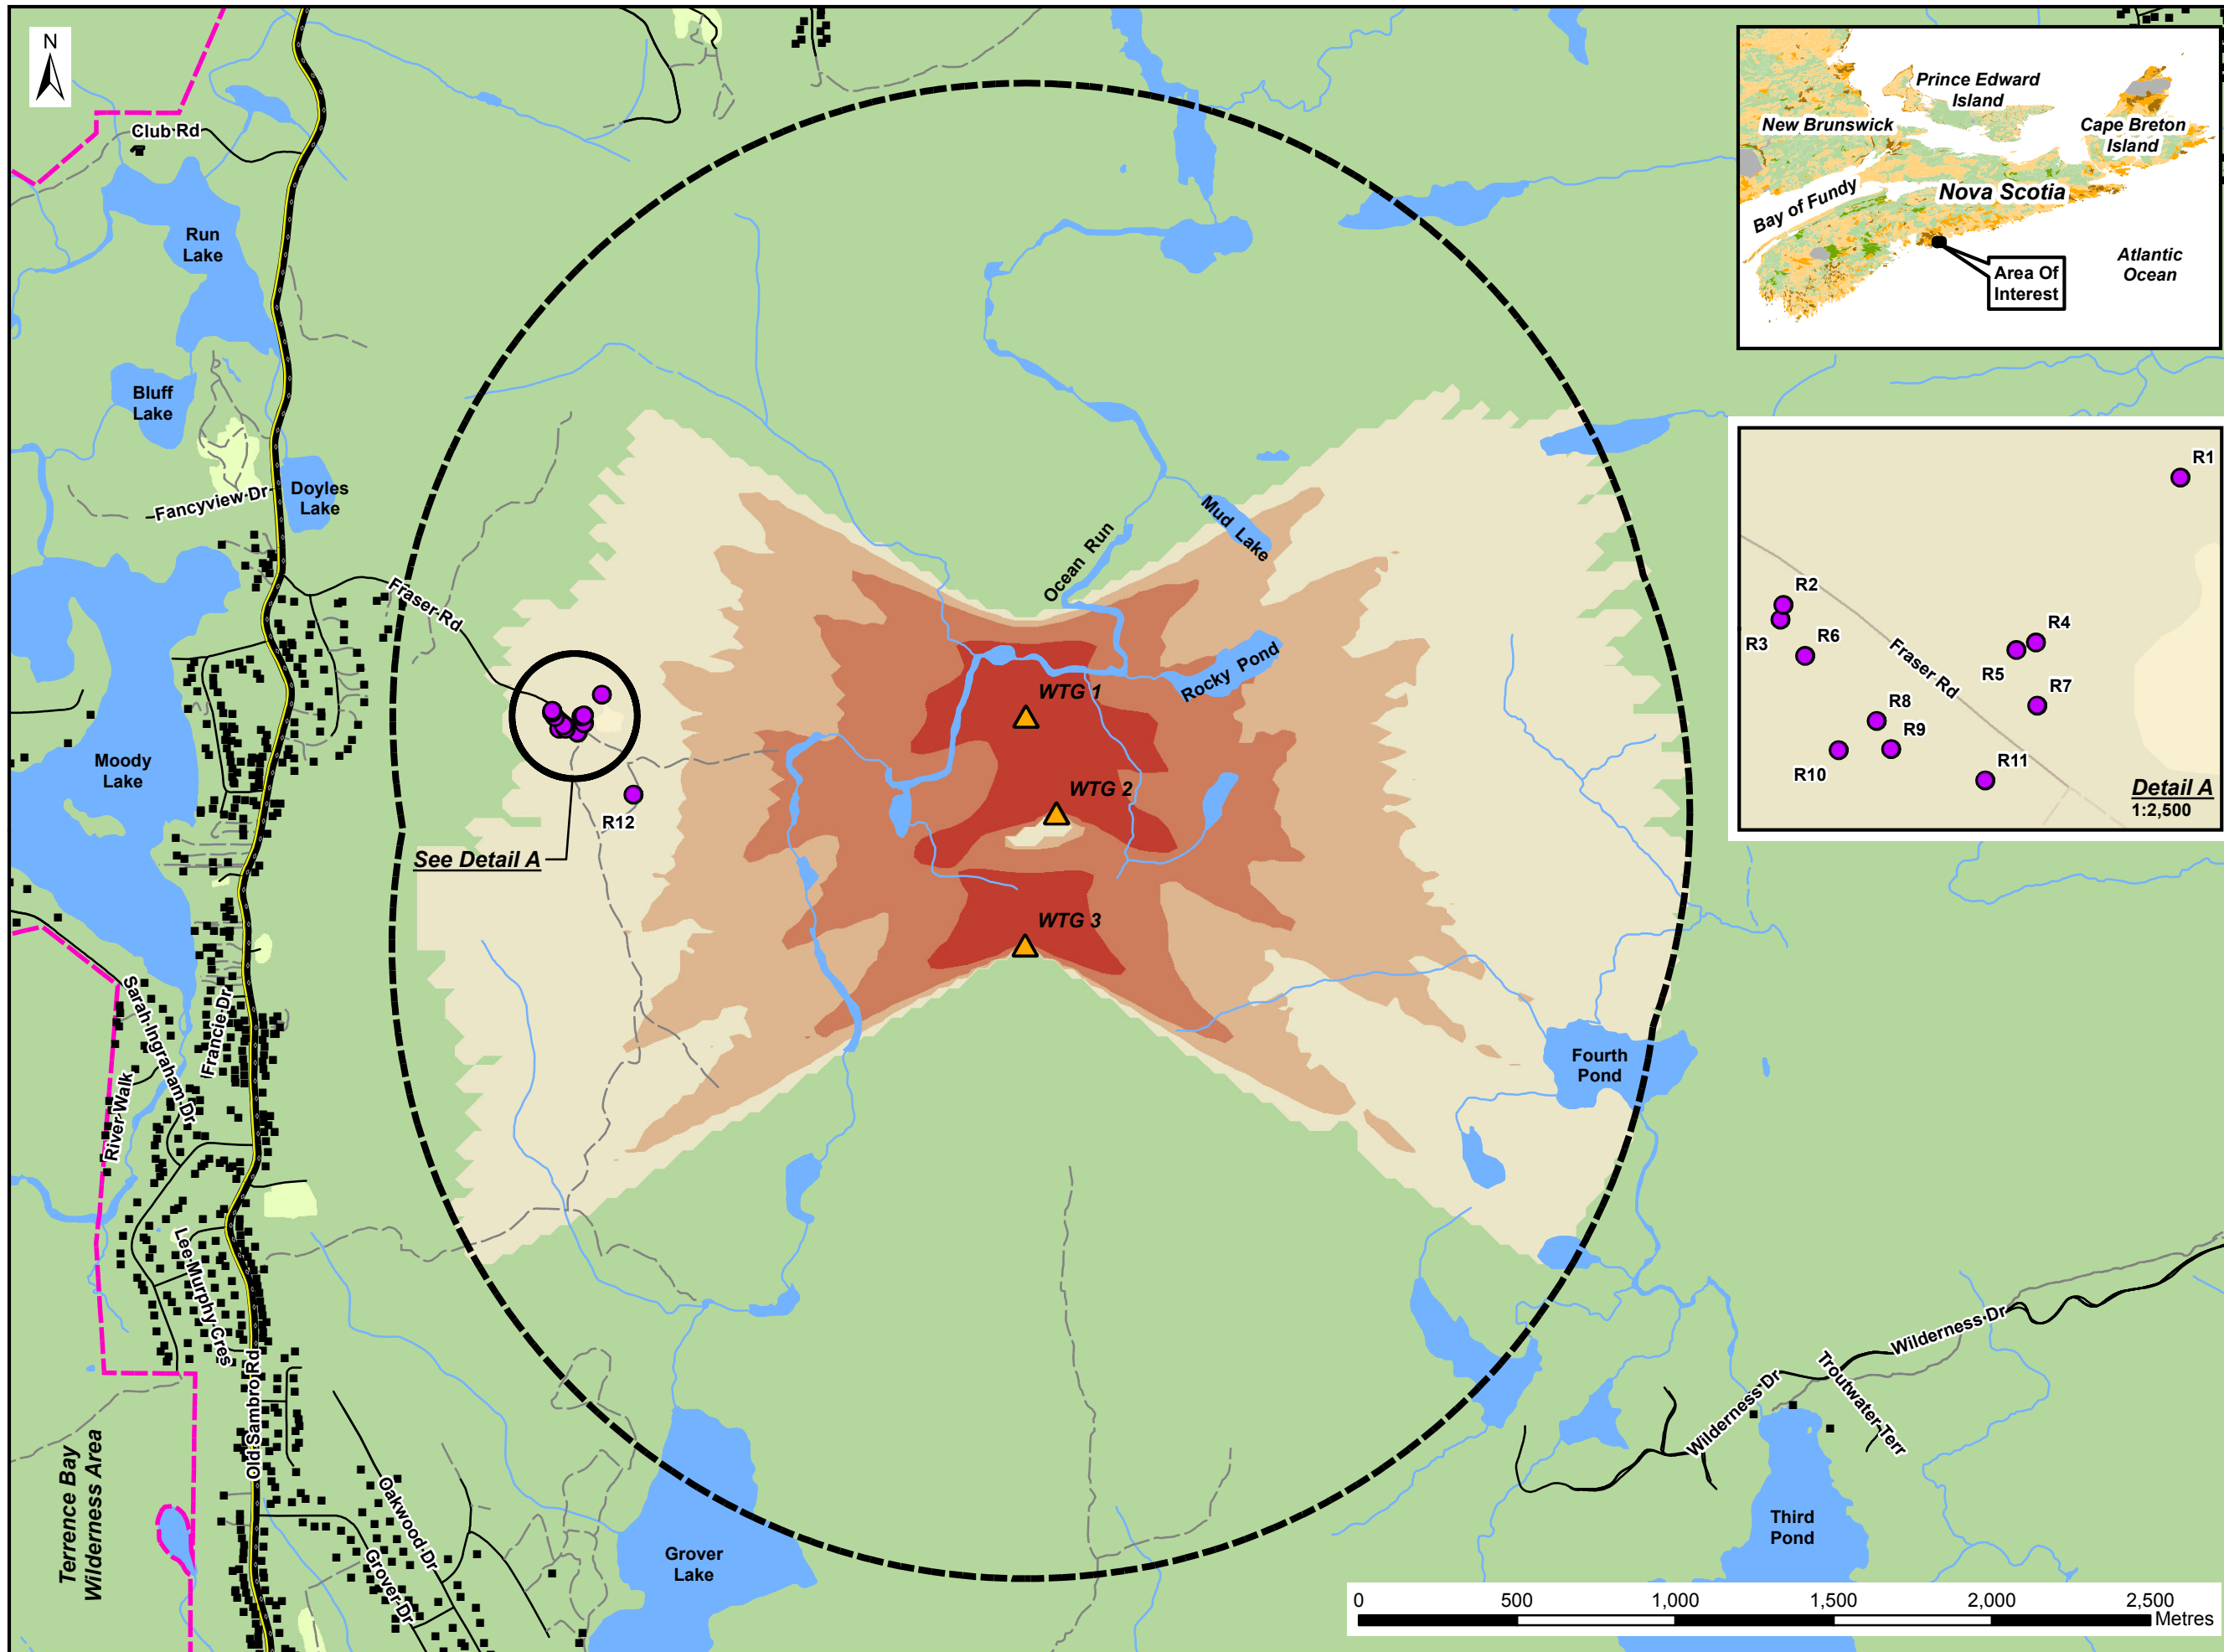 N
Club Rd
Run
Lake
Bluff
Lake
Fancyview Dr
Doyles
Lake
Fraser Rd
Moody
Lake
See Detail A
R12
Ocean Run
Mud Lake
Rocky Pond
WTG 1
WTG 2
WTG 3
Sarah Ingraham Dr
Francie Dr
River Walk
Lee Murphy Cres
Old Sambro Rd
Terrence Bay
Wilderness Area
Oakwood Dr
Grover Dr
Grover
Lake
Fourth
Pond
Wilderness Dr
Wilderness Dr
Troutwater Terr
Third
Pond
Prince Edward
Island
New Brunswick
Cape Breton
Island
Bay of Fundy
Nova Scotia
Atlantic
Ocean
Area Of
Interest
R1
R2
R3
R6
R4
R5
R7
Fraser Rd
R8
R9
R10
R11
Detail A
1:2,500
0 500 1,000 1,500 2,000 2,500
Metres